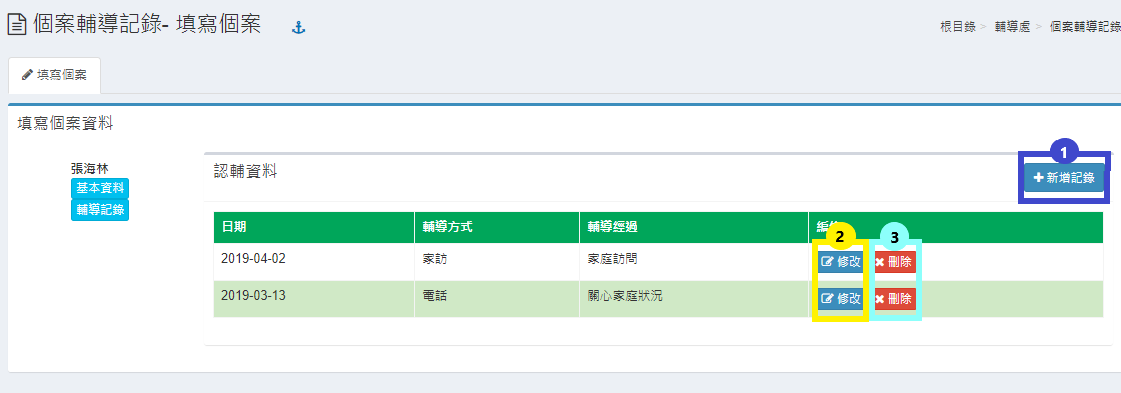 個案輔導記錄- 填寫個案
根目錄 > 輔導處 > 個案輔導記錄
填寫個案
填寫個案資料
張海林
基本資料
輔導記錄
認輔資料
1
新增記錄
日期 輔導方式 輔導經過
2 3
2019-04-02 家訪 家庭訪問 修改 刪除
2019-03-13 電話 關心家庭狀況 修改 刪除